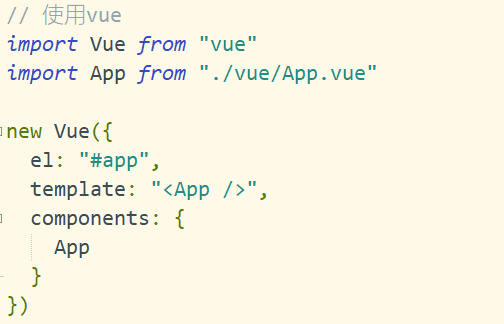 // 使用vue
import Vue from "vue"
import App from "./vue/App.vue"
new Vue({
  el: "#app",
  template: "<App />",
  components: {
    App
  }
})